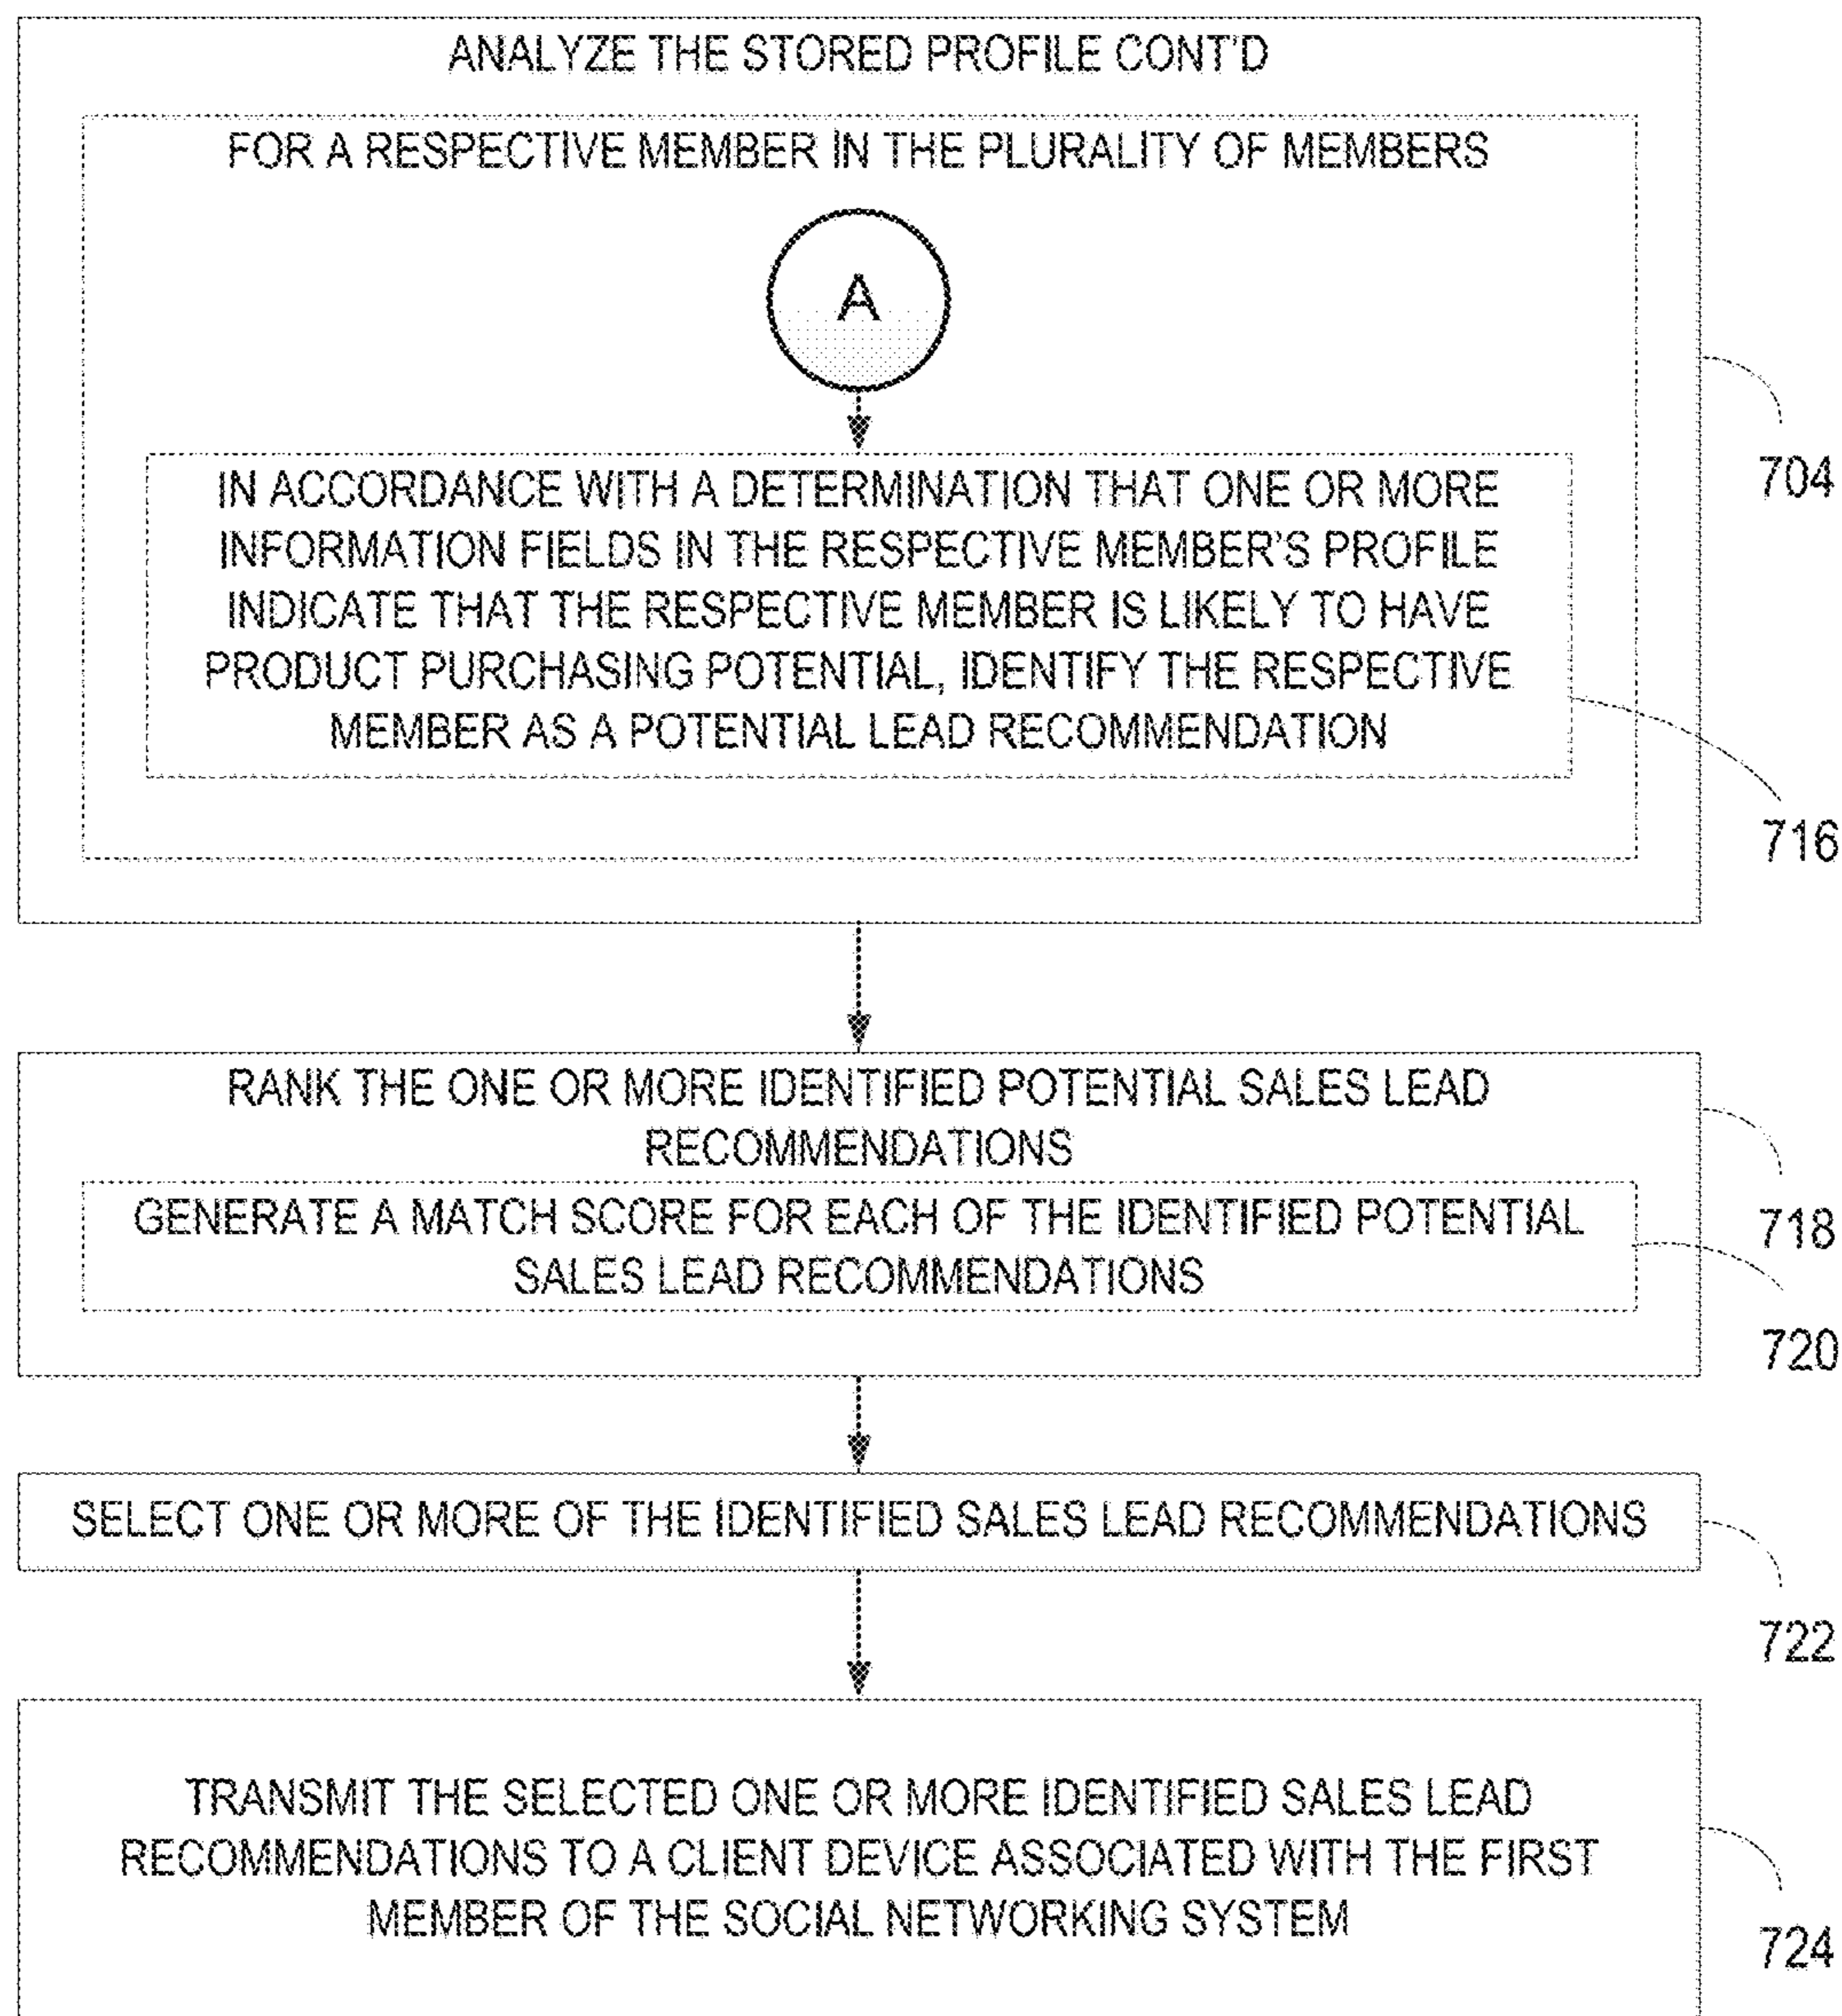 ANALYZE THE STORED PROFILE CONT'D
FOR A RESPECTIVE MEMBER IN THE PLURALITY OF MEMBERS
A
IN ACCORDANCE WITH A DETERMINATION THAT ONE OR MORE
INFORMATION FIELDS IN THE RESPECTIVE MEMBER'S PROFILE
INDICATE THAT THE RESPECTIVE MEMBER IS LIKELY TO HAVE
PRODUCT PURCHASING POTENTIAL, IDENTIFY THE RESPECTIVE
MEMBER AS A POTENTIAL LEAD RECOMMENDATION
704
716
RANK THE ONE OR MORE IDENTIFIED POTENTIAL SALES LEAD
RECOMMENDATIONS
GENERATE A MATCH SCORE FOR EACH OF THE IDENTIFIED POTENTIAL
SALES LEAD RECOMMENDATIONS
718
720
SELECT ONE OR MORE OF THE IDENTIFIED SALES LEAD RECOMMENDATIONS
722
TRANSMIT THE SELECTED ONE OR MORE IDENTIFIED SALES LEAD
RECOMMENDATIONS TO A CLIENT DEVICE ASSOCIATED WITH THE FIRST
MEMBER OF THE SOCIAL NETWORKING SYSTEM
724